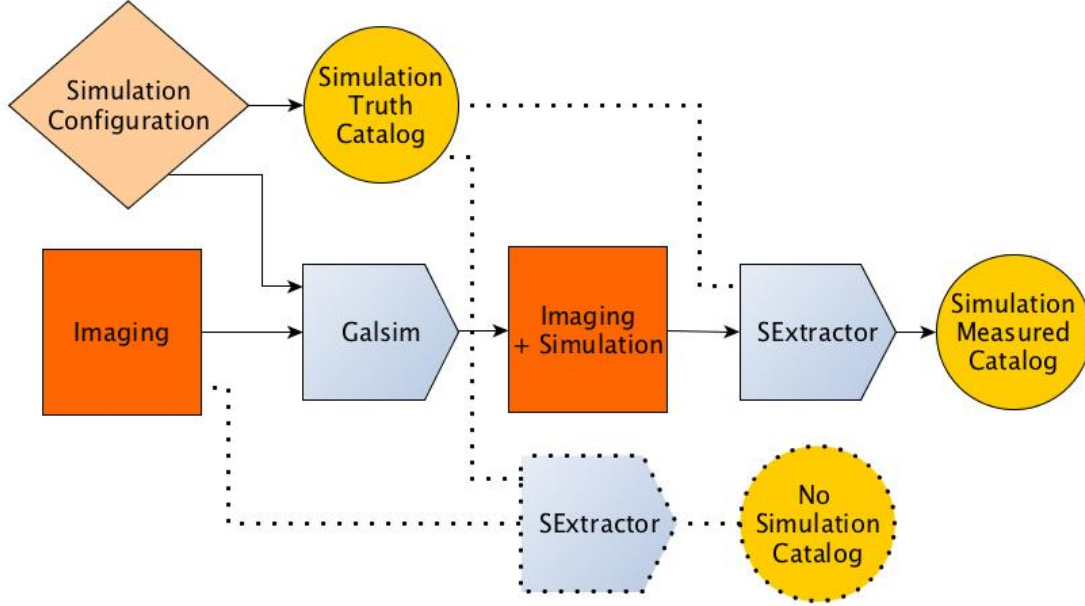 Simulation
Configuration
Simulation
Truth
Catalog
Imaging
Galsim
Imaging
+ Simulation
SExtractor
Simulation
Measured
Catalog
SExtractor
No
Simulation
Catalog